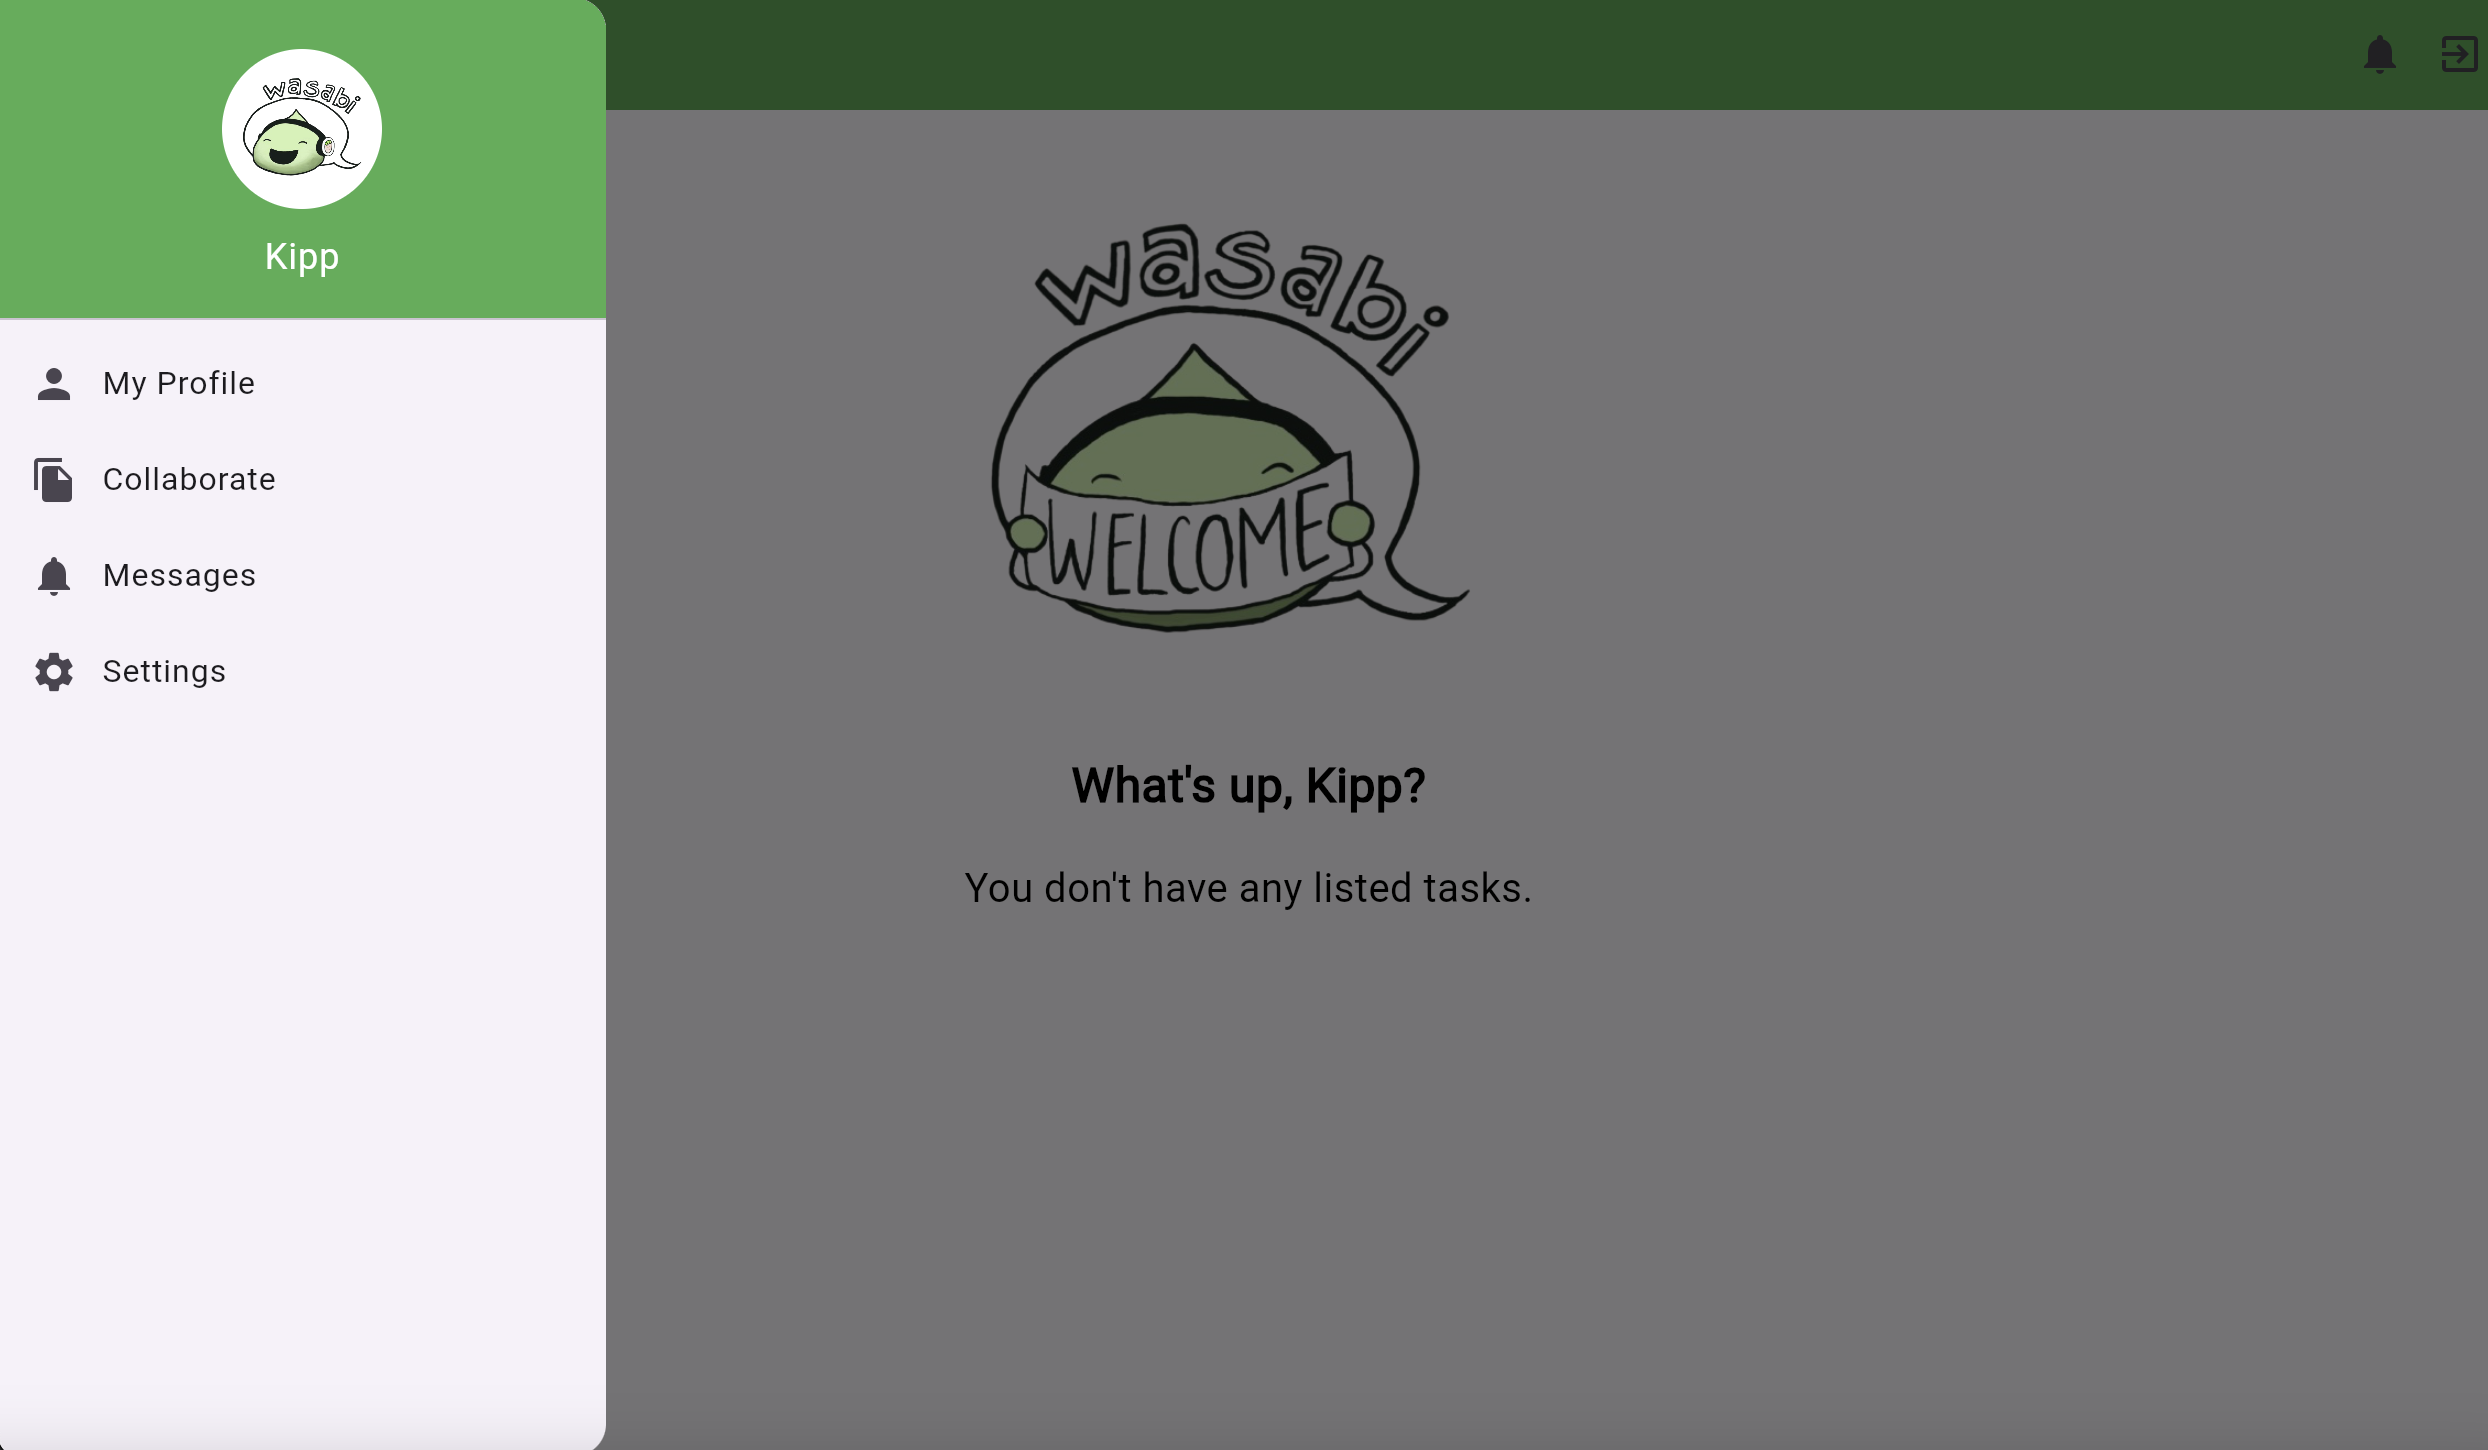 wasabi
Kipp
My Profile
Collaborate
Messages
Settings
wasabi
WELCOME
What's up, Kipp?
You don't have any listed tasks.